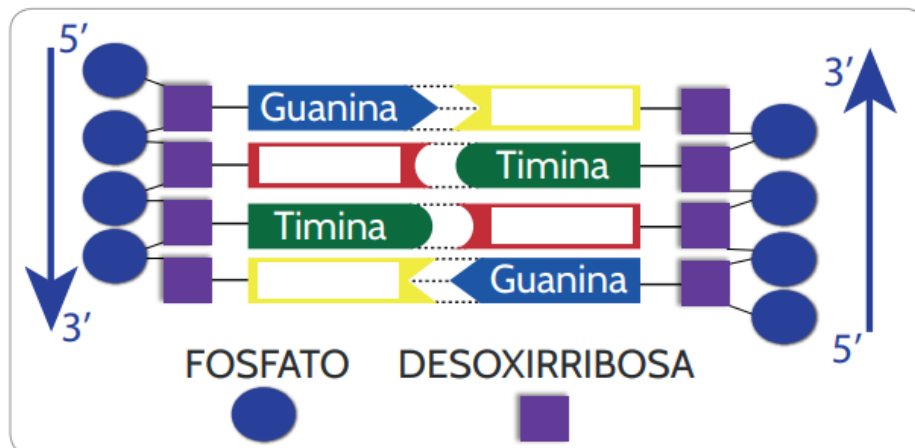 5’
3’
Guanina
Timina
Timina
Guanina
3’
5’
FOSFATO
DESOXIRRIBOSA